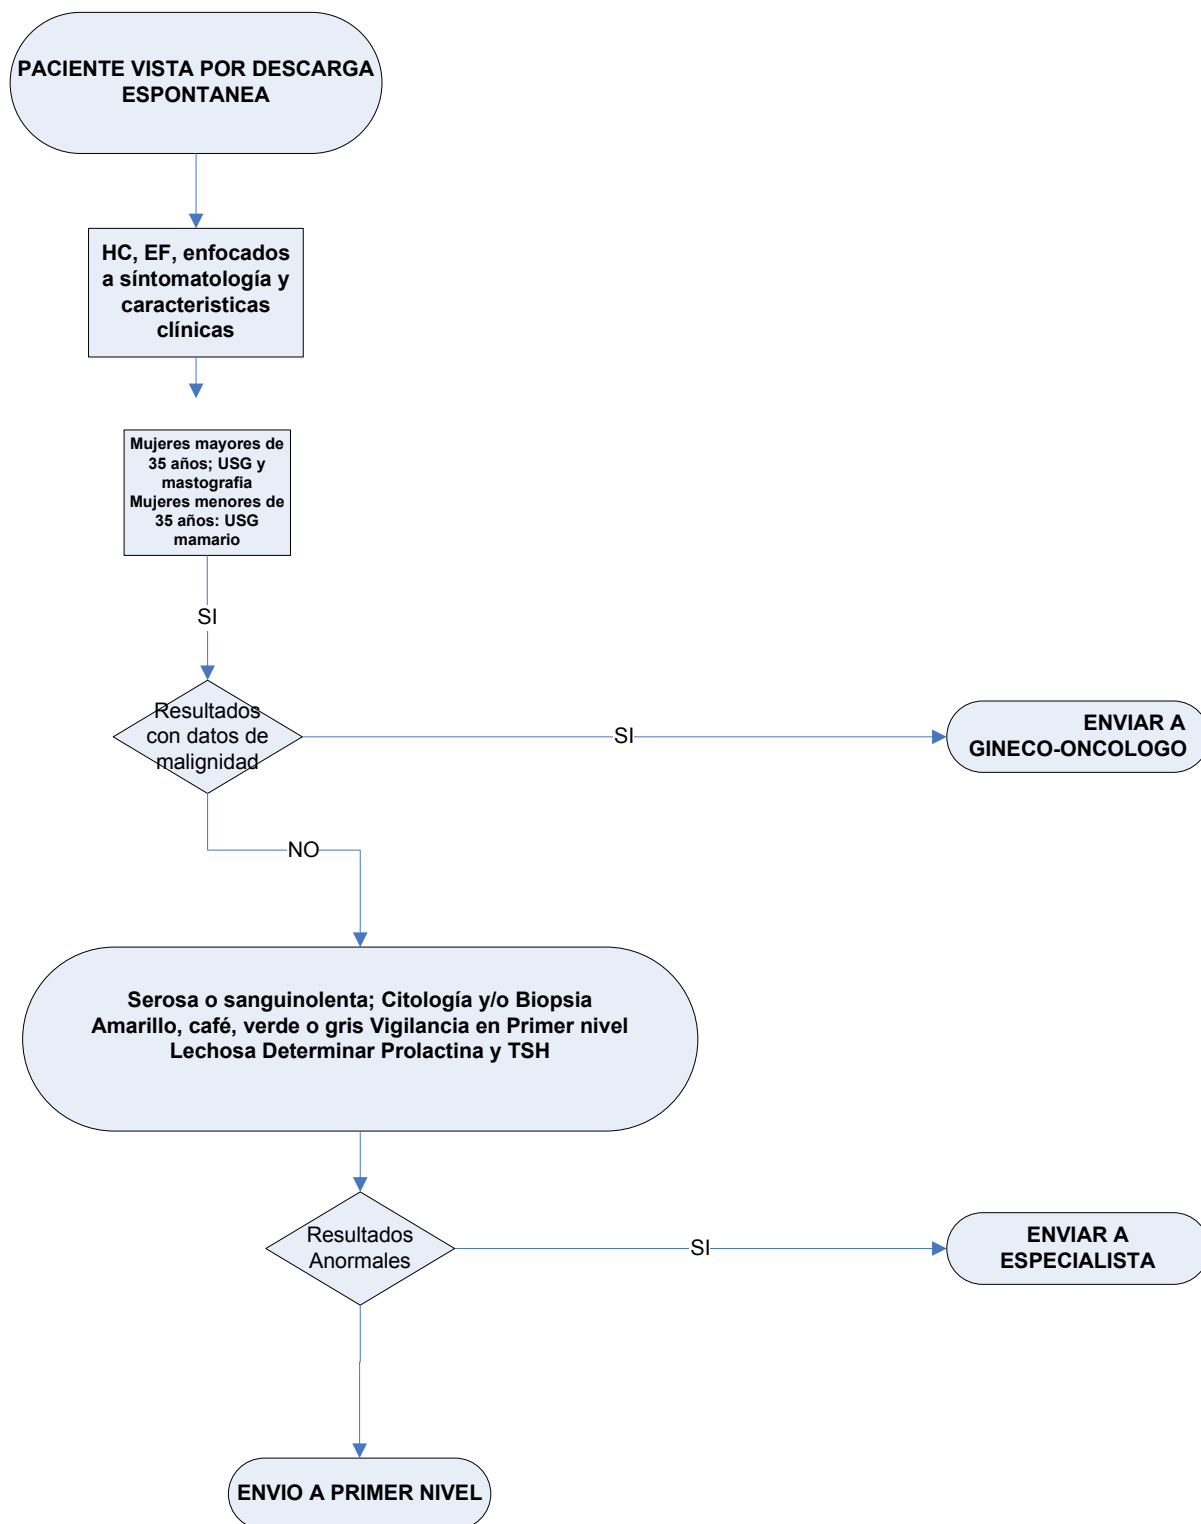 PACIENTE VISTA POR DESCARGA
ESPONTANEA
HC, EF, enfocados
a síntomatología y
caracteristicas
clínicas
Mujeres mayores de
35 años; USG y
mastografia
Mujeres menores de
35 años: USG
mamario
SI
Resultados
con datos de
malignidad
SI
ENVIAR A
GINECO-ONCOLOGO
NO
Serosa o sanguinolenta; Citología y/o Biopsia
Amarillo, café, verde o gris Vigilancia en Primer nivel
Lechosa Determinar Prolactina y TSH
Resultados
Anormales
SI
ENVIAR A
ESPECIALISTA
ENVIO A PRIMER NIVEL